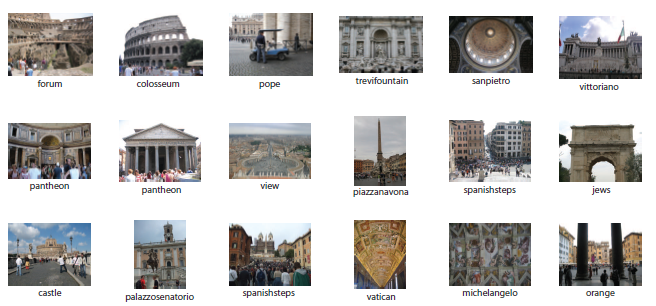 forum
colosseum
pope
trevifountain
sanpietro
vittoriano
pantheon
pantheon
view
piazzanavona
spanishsteps
jews
castle
palazzosenatorio
spanishsteps
vatican
michelangelo
orange